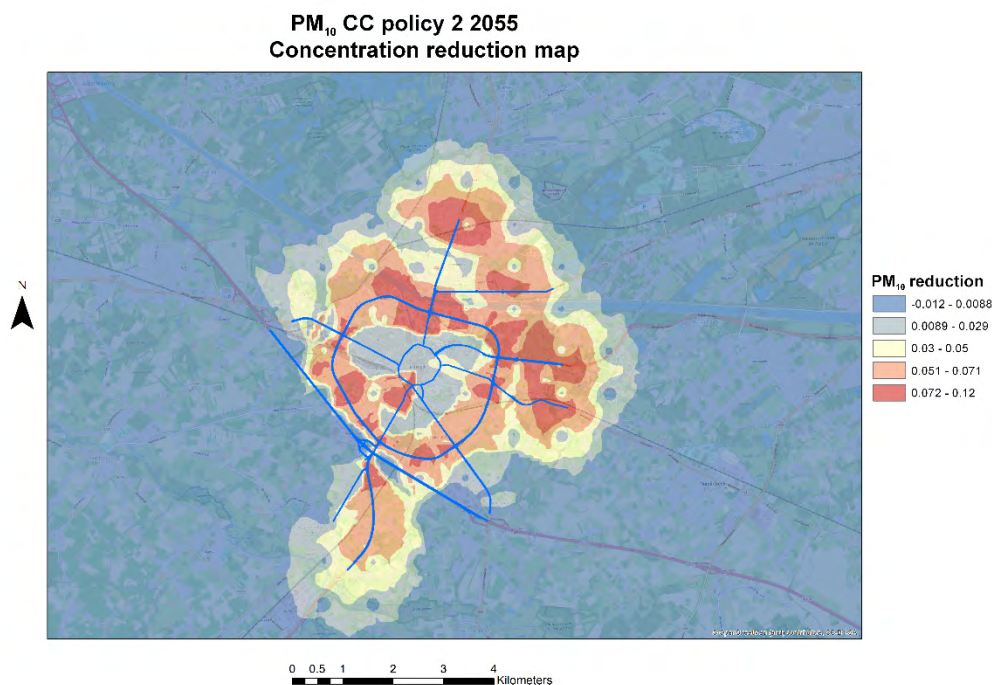 PM₁₀ CC policy 2 2055
Concentration reduction map
N
PM₁₀ reduction
-0.012 - 0.0088
0.0089 - 0.029
0.03 - 0.05
0.051 - 0.071
0.072 - 0.12
0 0.5 1 2 3 4
Kilometers